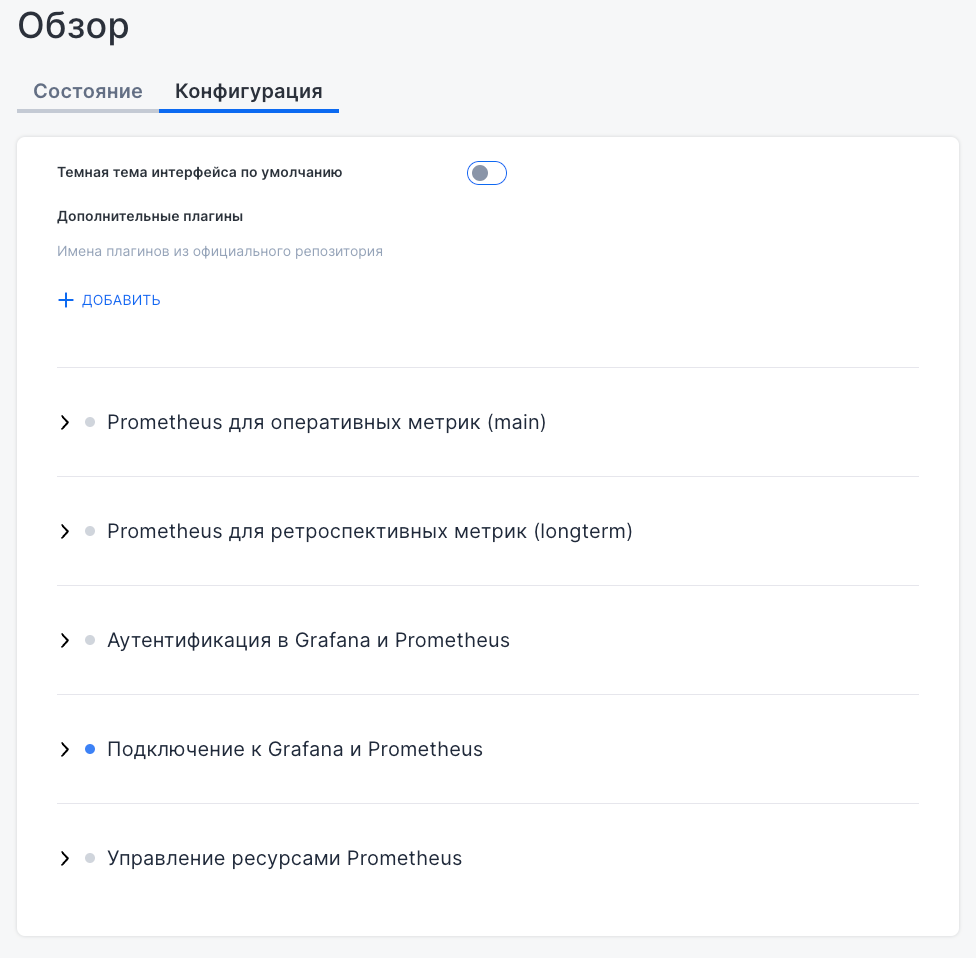 Обзор
Состояние Конфигурация
Темная тема интерфейса по умолчанию
Дополнительные плагины
Имена плагинов из официального репозитория
ДОБАВИТЬ
Prometheus для оперативных метрик (main)
Prometheus для ретроспективных метрик (longterm)
Аутентификация в Grafana и Prometheus
Подключение к Grafana и Prometheus
Управление ресурсами Prometheus